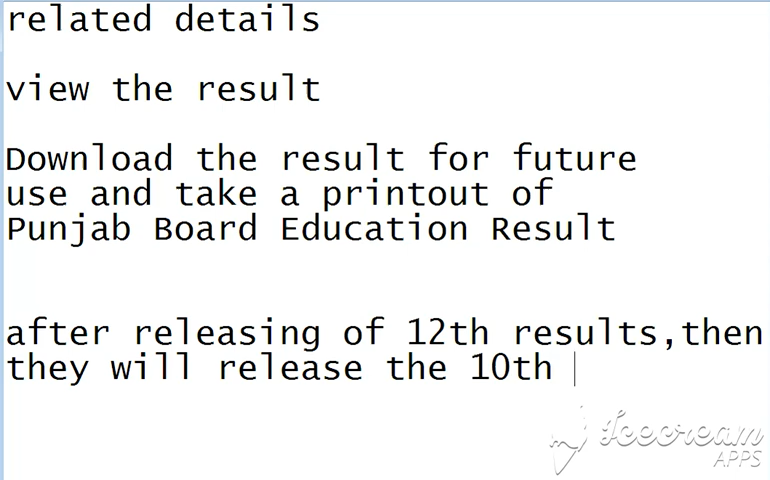 related details
view the result
Download the result for future
use and take a printout of
Punjab Board Education Result
after releasing of 12th results,then
they will release the 10th
Icecream
APPS